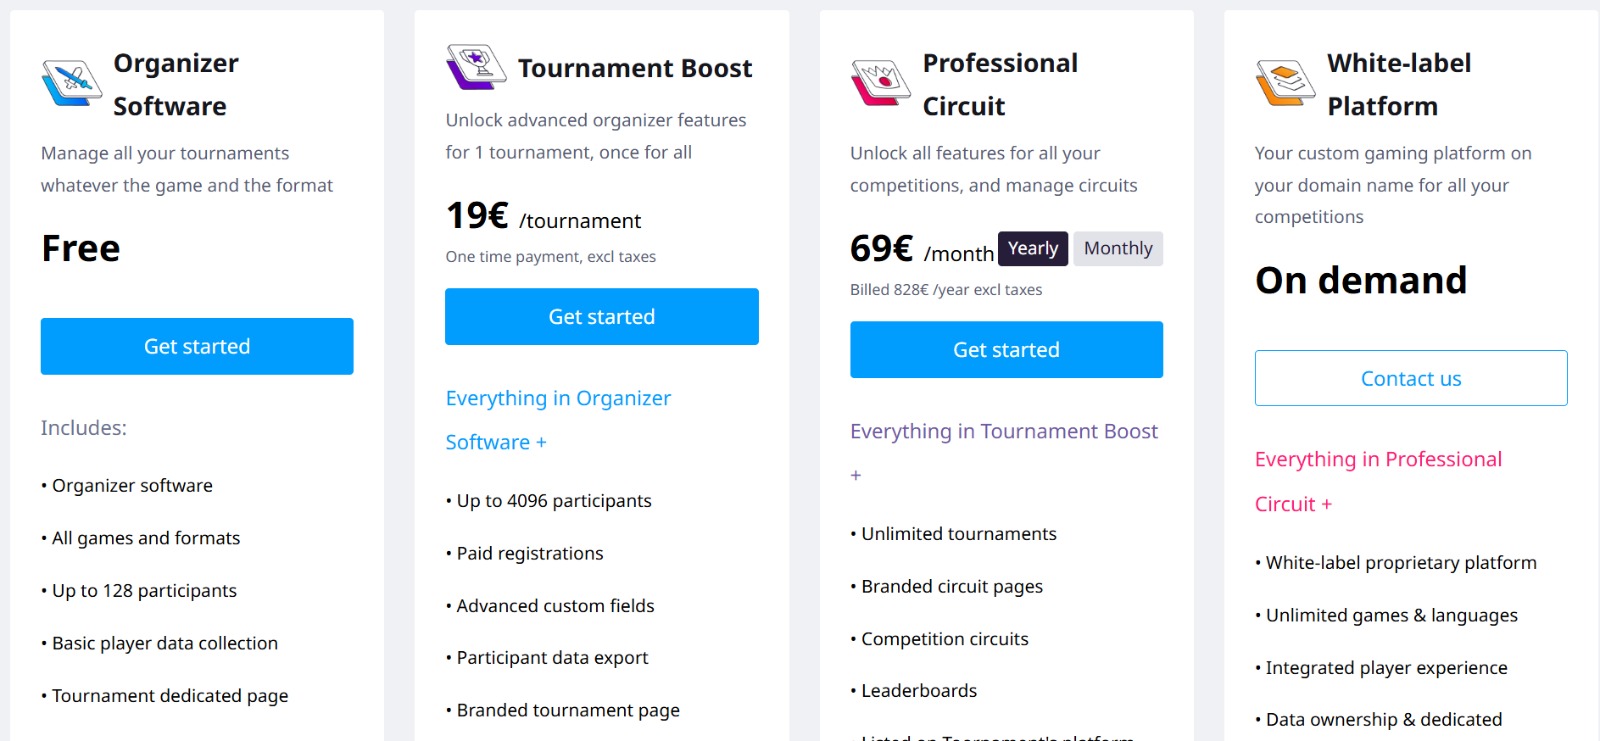 Organizer
Software
Manage all your tournaments
whatever the game and the format
Free
Get started
Includes:
• Organizer software
• All games and formats
• Up to 128 participants
• Basic player data collection
• Tournament dedicated page
Tournament Boost
Unlock advanced organizer features
for 1 tournament, once for all
19€ /tournament
One time payment, excl taxes
Get started
Everything in Organizer
Software +
• Up to 4096 participants
• Paid registrations
• Advanced custom fields
• Participant data export
• Branded tournament page
Professional
Circuit
Unlock all features for all your
competitions, and manage circuits
69€ /month Yearly Monthly
Billed 828€ /year excl taxes
Get started
Everything in Tournament Boost
+
• Unlimited tournaments
• Branded circuit pages
• Competition circuits
• Leaderboards
• Listed on Toornament's platform
White-label
Platform
Your custom gaming platform on
your domain name for all your
competitions
On demand
Contact us
Everything in Professional
Circuit +
• White-label proprietary platform
• Unlimited games & languages
• Integrated player experience
• Data ownership & dedicated